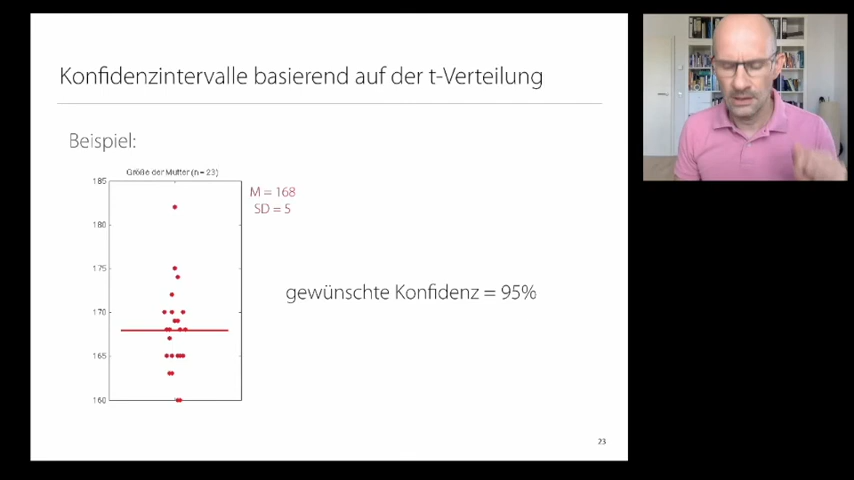 Konfidenzintervalle basierend auf der t-Verteilung
Beispiel:
Größe der Mutter (n = 23)
185
180
175
170
165
160
M = 168
SD = 5
gewünschte Konfidenz = 95%
23